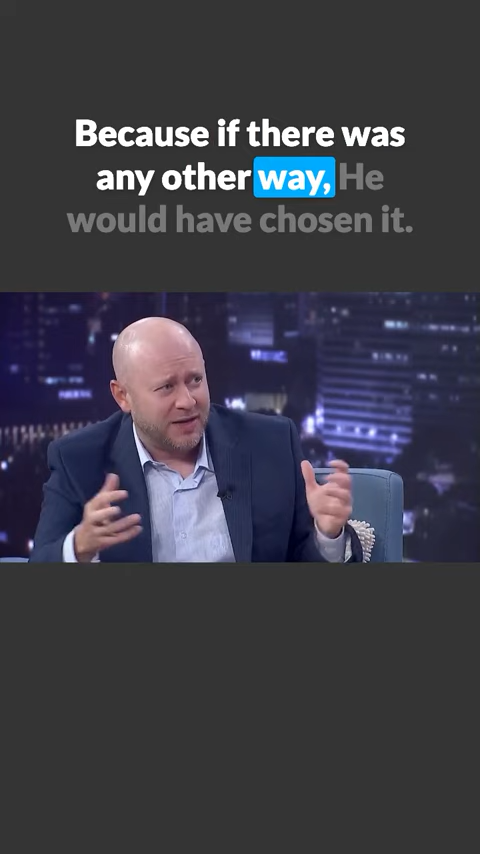 Because if there was
any other way, He
would have chosen it.